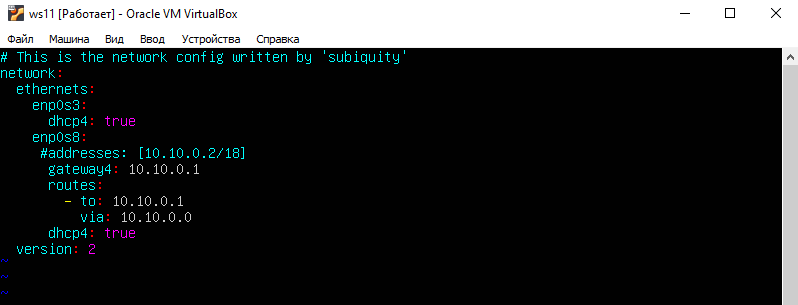 ws11 [Работает] - Oracle VM VirtualBox
Файл Машина Вид Ввод Устройства Справка
# This is the network config written by 'subiquity'
network:
  ethernets:
    enp0s3:
      dhcp4: true
    enp0s8:
     #addresses: [10.10.0.2/18]
      gateway4: 10.10.0.1
      routes:
        - to: 10.10.0.1
          via: 10.10.0.0
      dhcp4: true
  version: 2
~
~
~